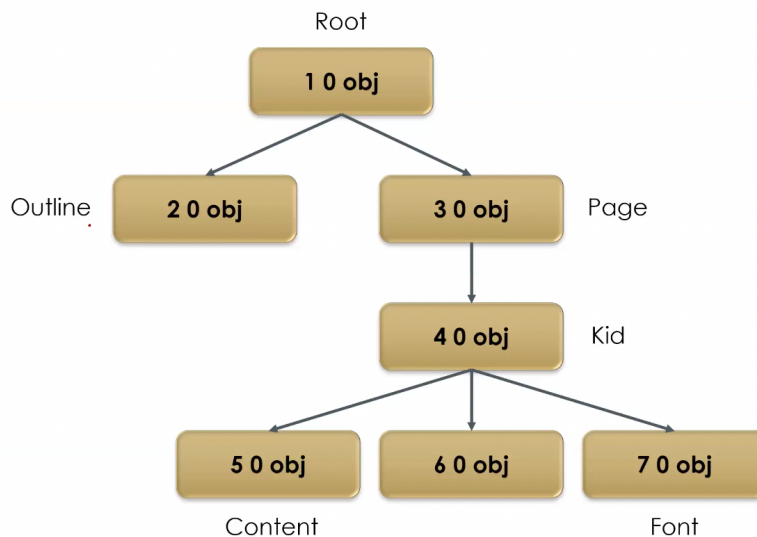 Root
1 0 obj
Outline
2 0 obj
3 0 obj
Page
4 0 obj
Kid
5 0 obj
6 0 obj
7 0 obj
Content
Font